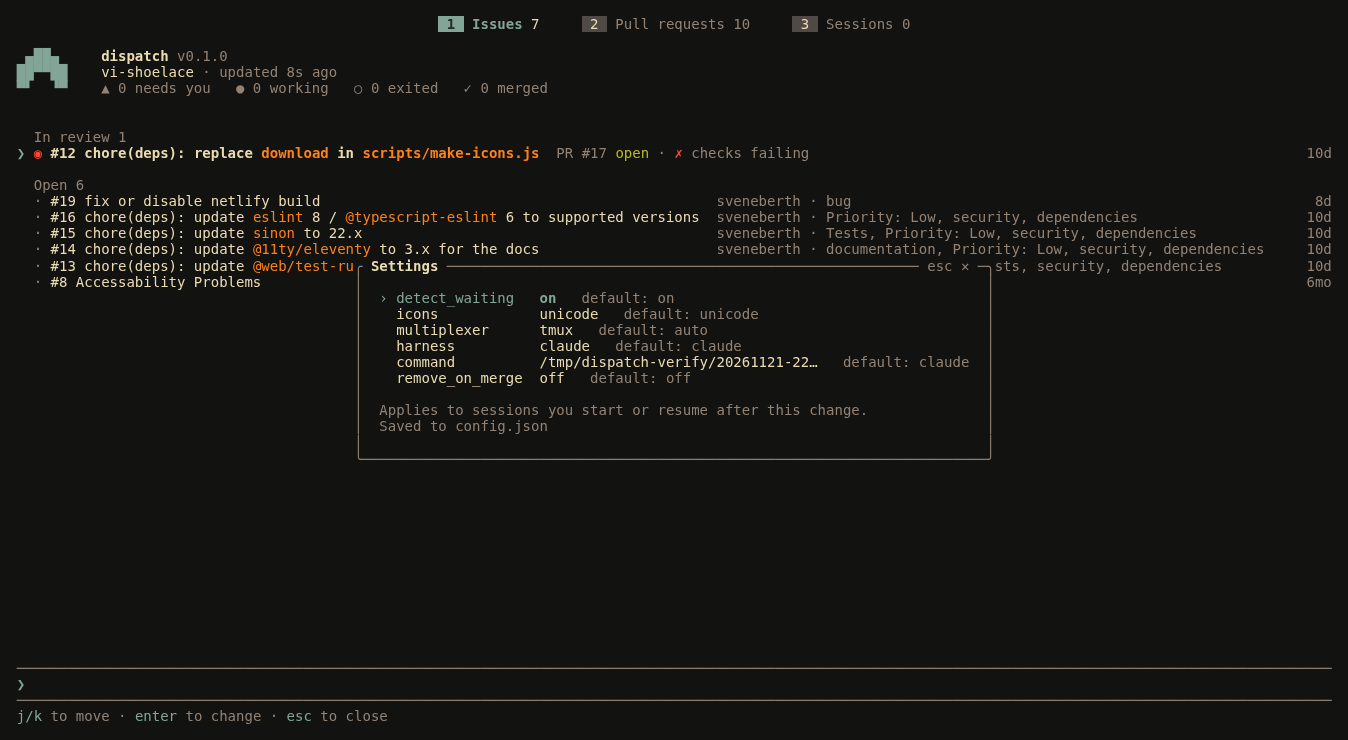 1 Issues 7 2 Pull requests 10 3 Sessions 0
dispatch v0.1.0
vi-shoelace · updated 8s ago
▲ 0 needs you ● 0 working ○ 0 exited ✓ 0 merged
In review 1
❯ ◉ #12 chore(deps): replace download in scripts/make-icons.js PR #17 open · ✗ checks failing 10d
Open 6
· #19 fix or disable netlify build sveneberth · bug 8d
· #16 chore(deps): update eslint 8 / @typescript-eslint 6 to supported versions sveneberth · Priority: Low, security, dependencies 10d
· #15 chore(deps): update sinon to 22.x sveneberth · Tests, Priority: Low, security, dependencies 10d
· #14 chore(deps): update @11ty/eleventy to 3.x for the docs sveneberth · documentation, Priority: Low, security, dependencies 10d
· #13 chore(deps): update @web/test-ru Settings esc × sts, security, dependencies 10d
· #8 Accessability Problems 6mo
› detect_waiting on default: on
icons unicode default: unicode
multiplexer tmux default: auto
harness claude default: claude
command /tmp/dispatch-verify/20261121-22… default: claude
remove_on_merge off default: off
Applies to sessions you start or resume after this change.
Saved to config.json
❯
j/k to move · enter to change · esc to close